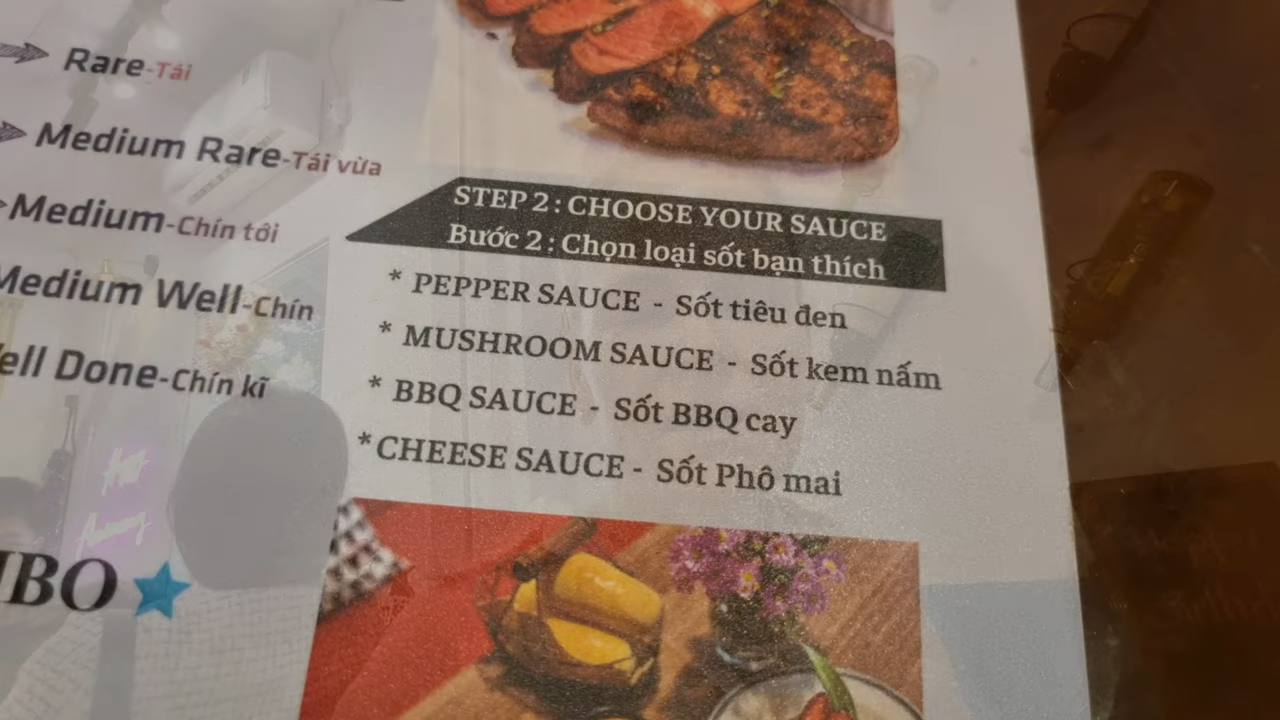 Rare-Tái
Medium Rare-Tái vừa
Medium-Chín tới
Medium Well-Chín
Done-Chín kĩ
STEP 2 : CHOOSE YOUR SAUCE
Bước 2 : Chọn loại sốt bạn thích
* PEPPER SAUCE - Sốt tiêu đen
* MUSHROOM SAUCE - Sốt kem nấm
* BBQ SAUCE - Sốt BBQ cay
* CHEESE SAUCE - Sốt Phô mai